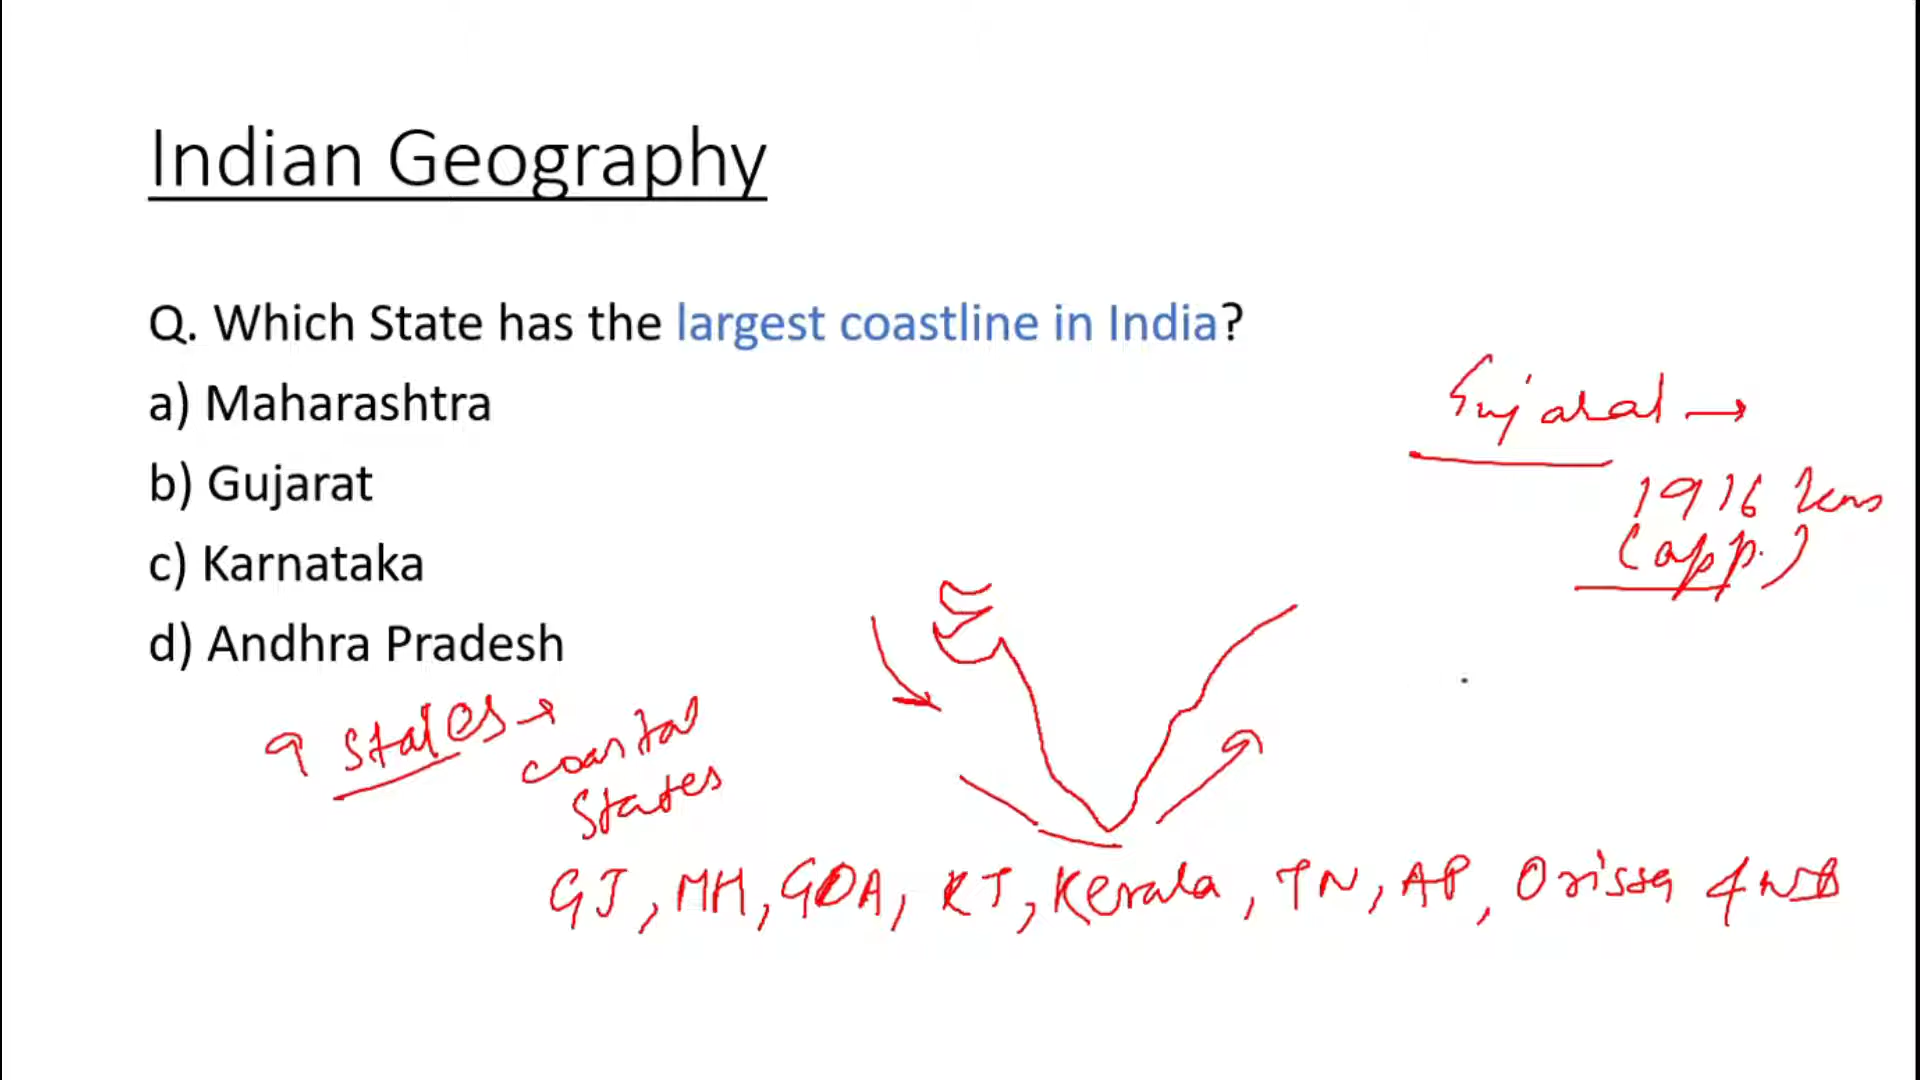 Indian Geography
Q. Which State has the largest coastline in India?
a) Maharashtra
b) Gujarat
c) Karnataka
d) Andhra Pradesh
Gujarat →
1916 kms
(app.)
9 states →
coastal
states
GJ, MH, GOA, KT, Kerala, TN, AP, Orissa & WB